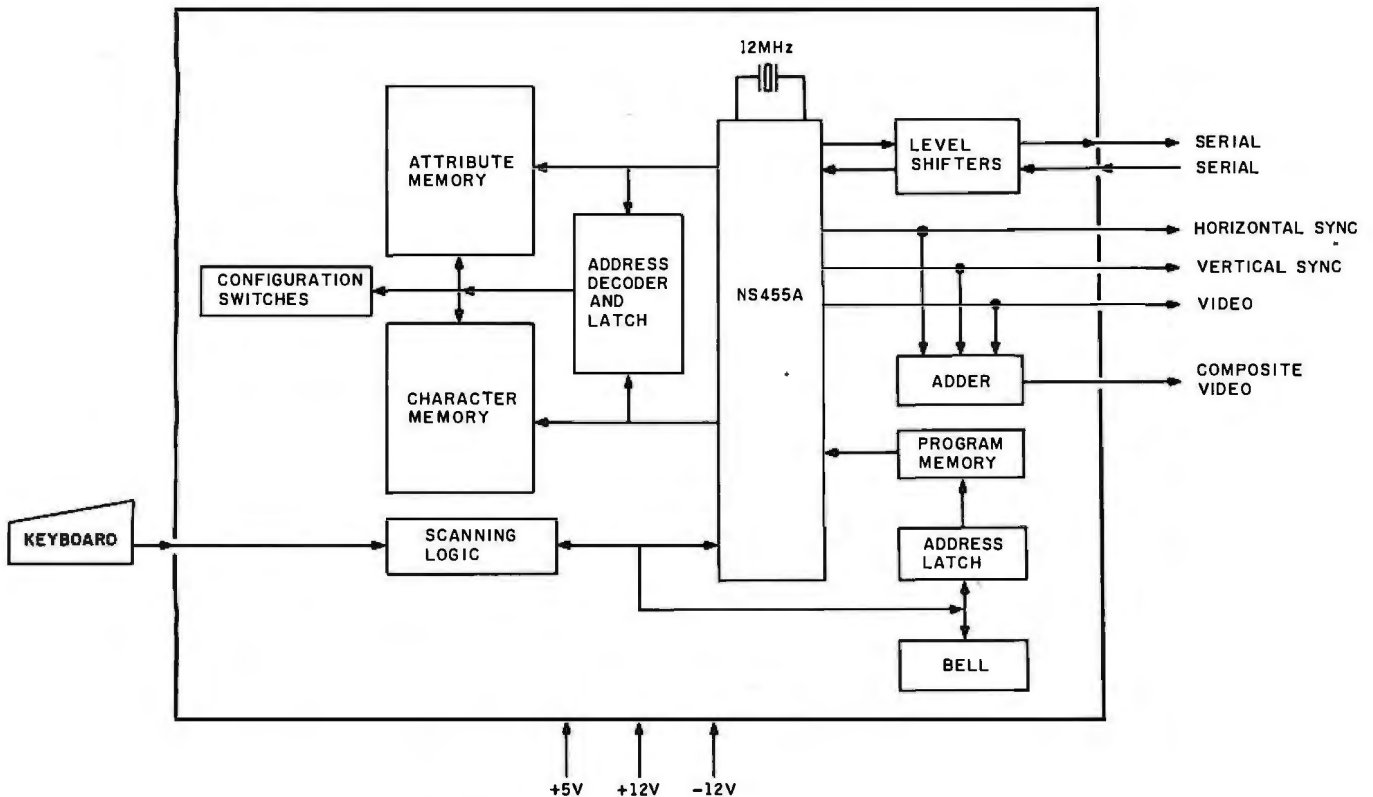 12MHz
ATTRIBUTE
MEMORY
LEVEL
SHIFTERS
SERIAL
SERIAL
HORIZONTAL SYNC
VERTICAL SYNC
VIDEO
CONFIGURATION
SWITCHES
ADDRESS
DECODER
AND
LATCH
NS455A
CHARACTER
MEMORY
ADDER
COMPOSITE
VIDEO
PROGRAM
MEMORY
KEYBOARD
SCANNING
LOGIC
ADDRESS
LATCH
BELL
+5V
+12V
-12V